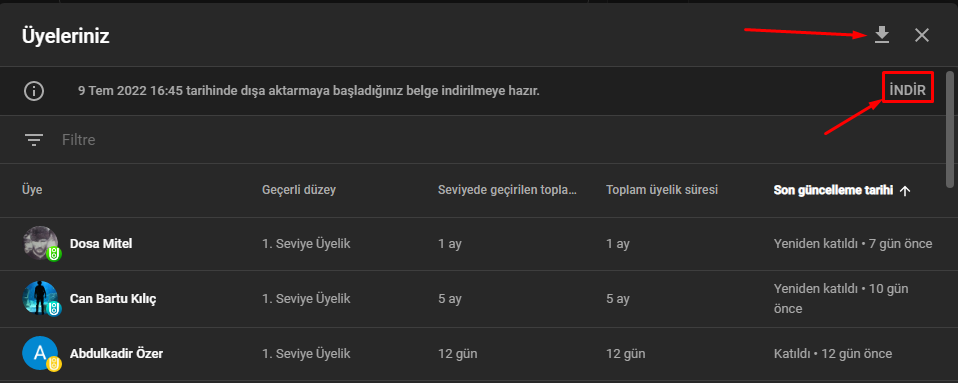 Üyeleriniz
9 Tem 2022 16:45 tarihinde dışa aktarmaya başladığınız belge indirilmeye hazır. İNDİR
Filtre
Üye Geçerli düzey Seviyede geçirilen topla... Toplam üyelik süresi Son güncelleme tarihi
Dosa Mitel 1. Seviye Üyelik 1 ay 1 ay Yeniden katıldı • 7 gün önce
Can Bartu Kılıç 1. Seviye Üyelik 5 ay 5 ay Yeniden katıldı • 10 gün
önce
A Abdulkadir Özer 1. Seviye Üyelik 12 gün 12 gün Katıldı • 12 gün önce